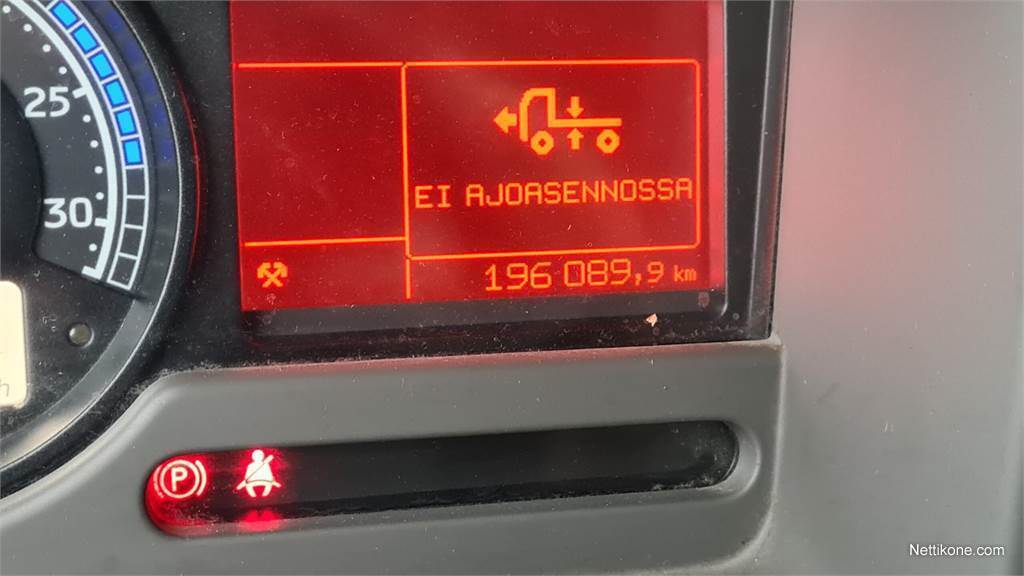 25
30
EI AJOASENNOSSA
196 089,9 km
h
P
Nettikone.com